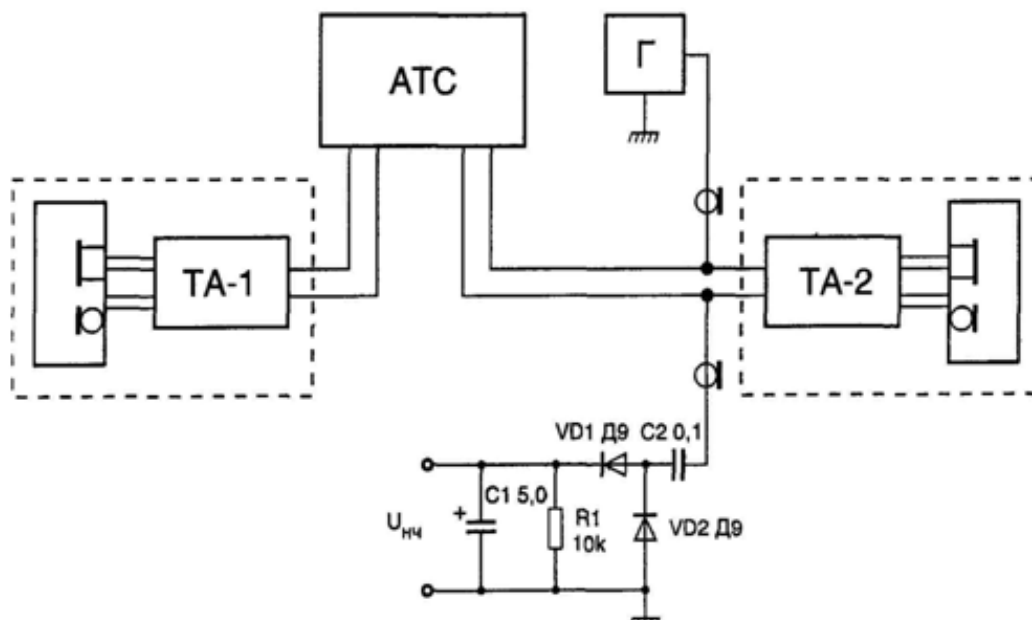 АТС
Г
ТА-1
ТА-2
VD1 Д9
C2 0,1
C1 5,0
+
Uнч
R1
10k
VD2 Д9